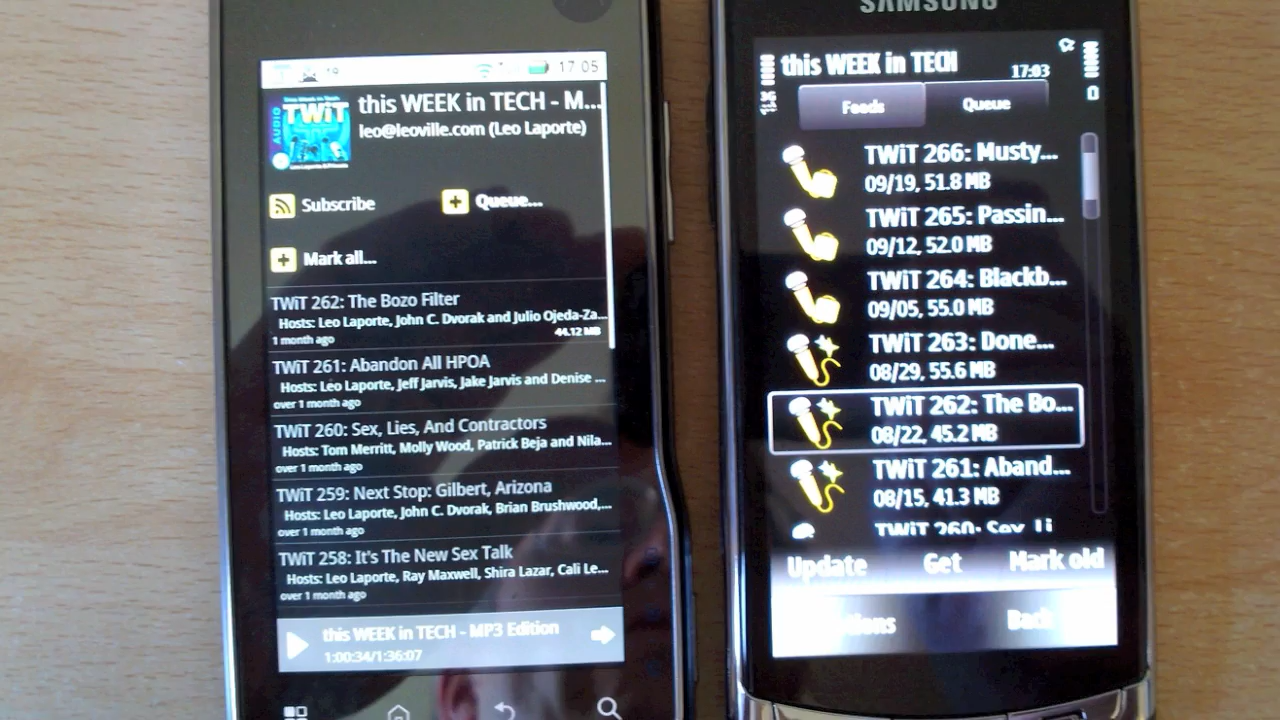 17:05
AUDIO
TWiT
this WEEK in TECH - M...
leo@leoville.com (Leo Laporte)
Subscribe
Queue...
Mark all...
TWiT 262: The Bozo Filter
Hosts: Leo Laporte, John C. Dvorak and Julio Ojeda-Za...
1 month ago
44.12 MB
TWiT 261: Abandon All HPOA
Hosts: Leo Laporte, Jeff Jarvis, Jake Jarvis and Denise ...
over 1 month ago
TWiT 260: Sex, Lies, And Contractors
Hosts: Tom Merritt, Molly Wood, Patrick Beja and Nila...
over 1 month ago
TWiT 259: Next Stop: Gilbert, Arizona
Hosts: Leo Laporte, John C. Dvorak, Brian Brushwood,...
over 1 month ago
TWiT 258: It's The New Sex Talk
Hosts: Leo Laporte, Ray Maxwell, Shira Lazar, Cali Le...
over 1 month ago
this WEEK in TECH - MP3 Edition
1:00:34/1:36:07
SAMSUNG
this WEEK in TECH
17:03
3G
Feeds
Queue
TWiT 266: Musty...
09/19, 51.8 MB
TWiT 265: Passin...
09/12, 52.0 MB
TWiT 264: Blackb...
09/05, 55.0 MB
TWiT 263: Done...
08/29, 55.6 MB
TWiT 262: The Bo...
08/22, 45.2 MB
TWiT 261: Aband...
08/15, 41.3 MB
TWiT 260: Sex, Li
Update
Get
Mark old
Back